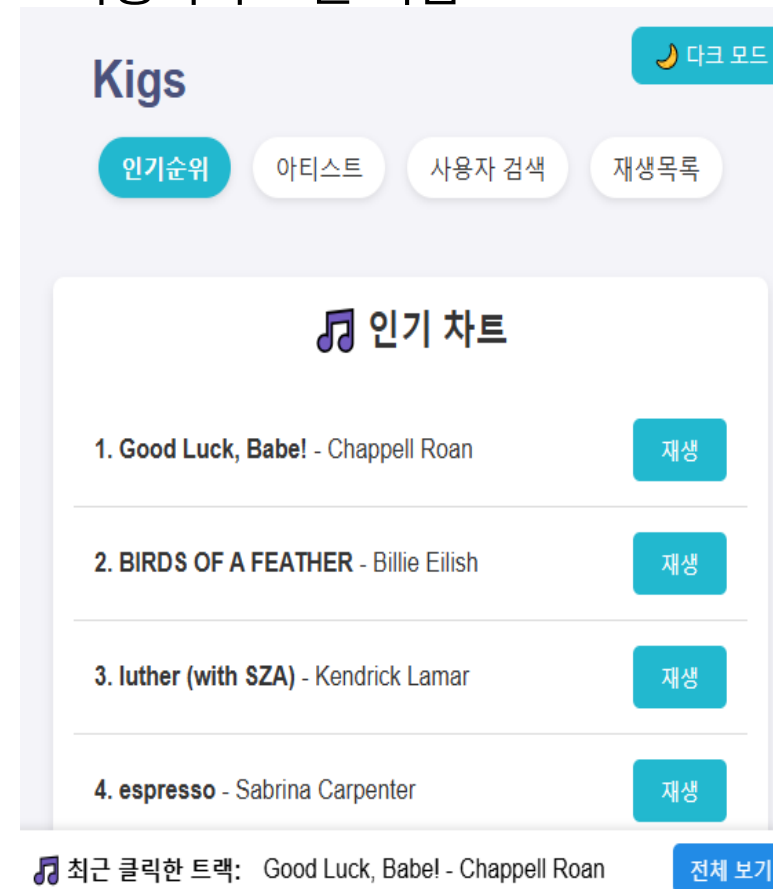 Kigs
🌙 다크 모드
인기순위 아티스트 사용자 검색 재생목록
🎵 인기 차트
1. Good Luck, Babe! - Chappell Roan 재생
2. BIRDS OF A FEATHER - Billie Eilish 재생
3. luther (with SZA) - Kendrick Lamar 재생
4. espresso - Sabrina Carpenter 재생
🎵 최근 클릭한 트랙: Good Luck, Babe! - Chappell Roan 전체 보기